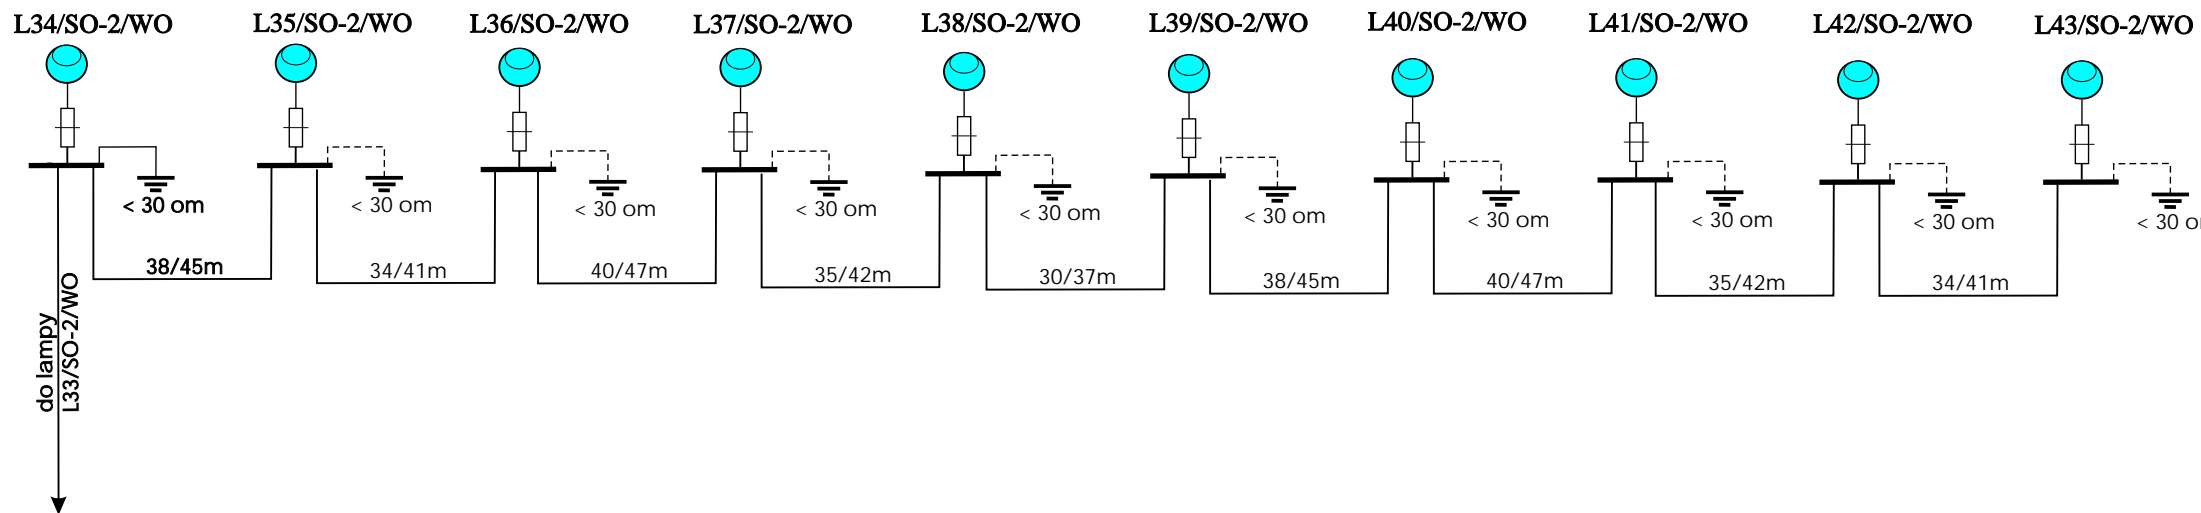 L34/SO-2/WO
L35/SO-2/WO
L36/SO-2/WO
L37/SO-2/WO
L38/SO-2/WO
L39/SO-2/WO
L40/SO-2/WO
L41/SO-2/WO
L42/SO-2/WO
L43/SO-2/WO
< 30 om
< 30 om
< 30 om
< 30 om
< 30 om
< 30 om
< 30 om
< 30 om
< 30 om
< 30 
38/45m
34/41m
40/47m
35/42m
30/37m
38/45m
40/47m
35/42m
34/41m
do lampy
L33/SO-2/WO